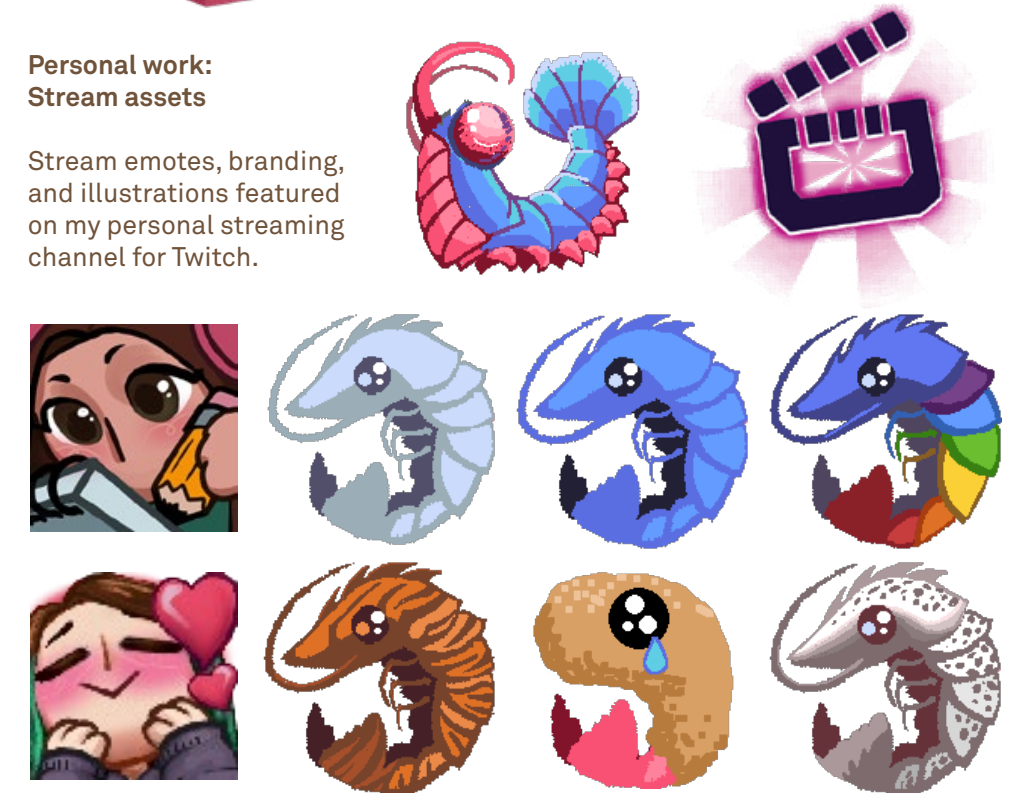 Personal work:
Stream assets
Stream emotes, branding,
and illustrations featured
on my personal streaming
channel for Twitch.